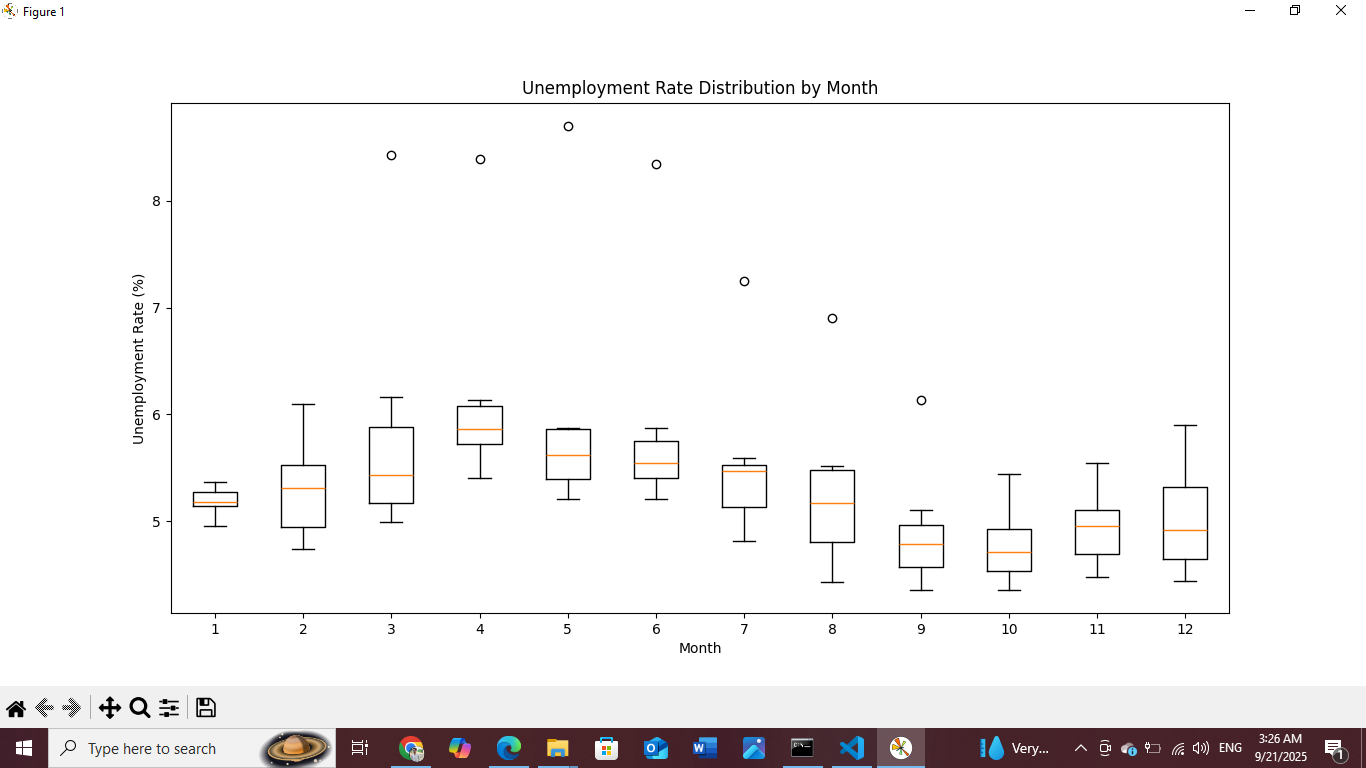 Figure 1
Unemployment Rate Distribution by Month
Unemployment Rate (%)
8
7
6
5
1 2 3 4 5 6 7 8 9 10 11 12
Month
Type here to search
Very...
ENG
3:26 AM
9/21/2025
1